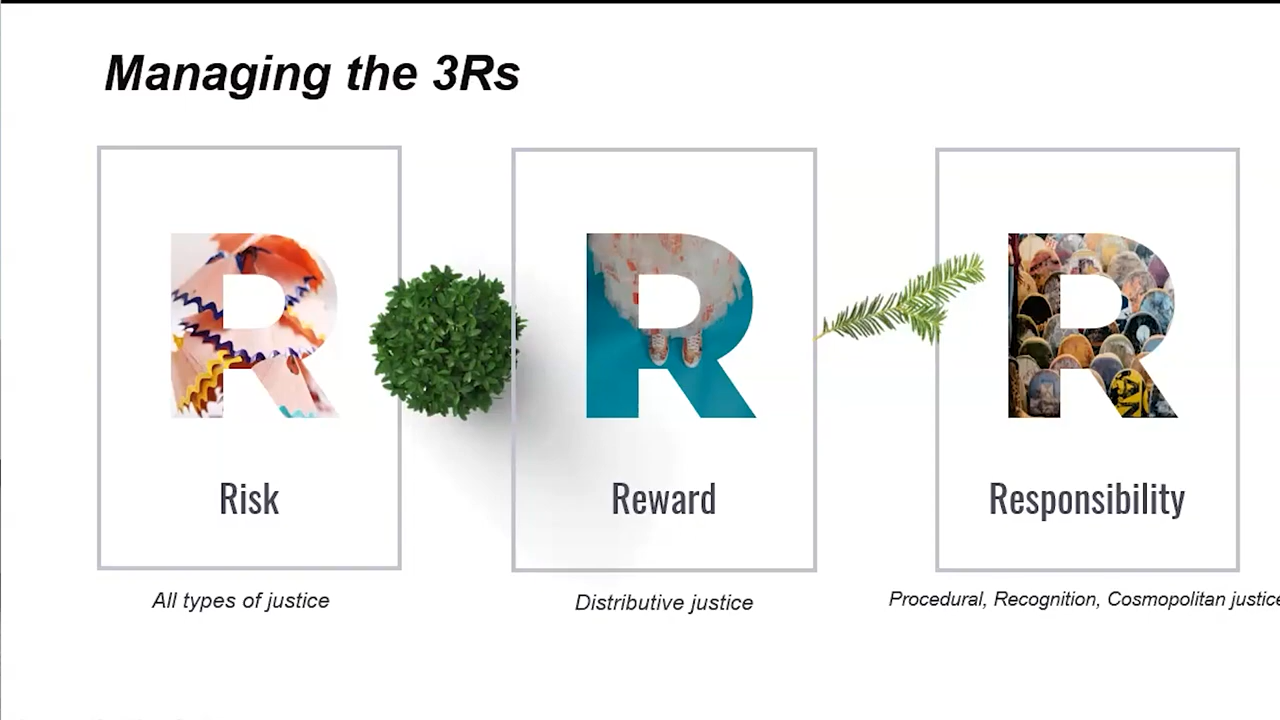 Managing the 3Rs
R
R
R
Risk
Reward
Responsibility
All types of justice
Distributive justice
Procedural, Recognition, Cosmopolitan justice